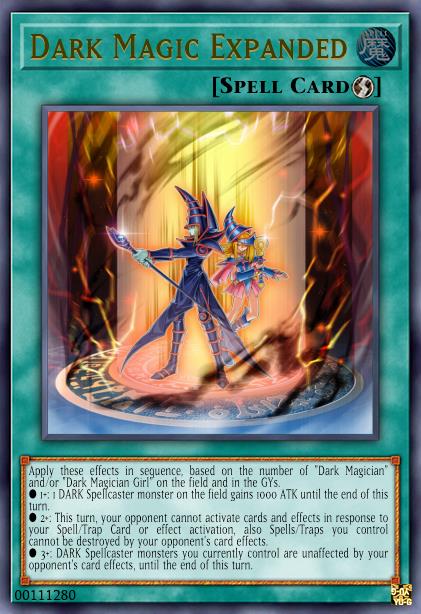 DARK MAGIC EXPANDED
魔
[SPELL CARD]
Apply these effects in sequence, based on the number of "Dark Magician"
and/or "Dark Magician Girl" on the field and in the GYs.
● 1+: 1 DARK Spellcaster monster on the field gains 1000 ATK until the end of this
turn.
● 2+: This turn, your opponent cannot activate cards and effects in response to
your Spell/Trap Card or effect activation, also Spells/Traps you control
cannot be destroyed by your opponent's card effects.
● 3+: DARK Spellcaster monsters you currently control are unaffected by your
opponent's card effects, until the end of this turn.
00111280